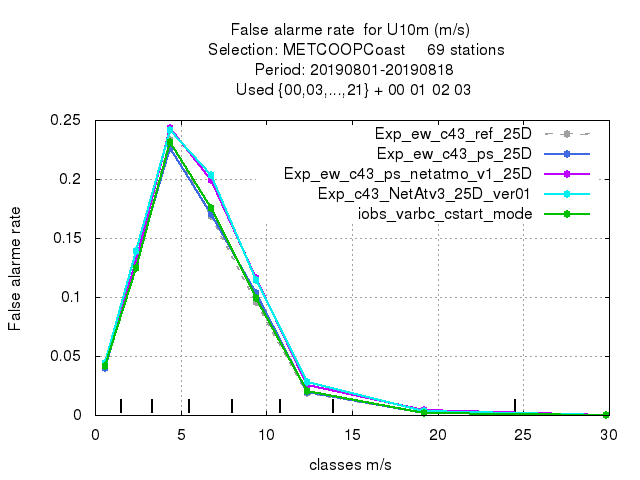 False alarme rate  for U10m (m/s)
Selection: METCOOPCoast     69 stations
Period: 20190801-20190818
Used {00,03,...,21} + 00 01 02 03
Exp_ew_c43_ref_25D
Exp_ew_c43_ps_25D
Exp_ew_c43_ps_netatmo_v1_25D
Exp_c43_NetAtv3_25D_ver01
iobs_varbc_cstart_mode
False alarme rate
0.25
0.2
0.15
0.1
0.05
0
0 5 10 15 20 25 30
classes m/s